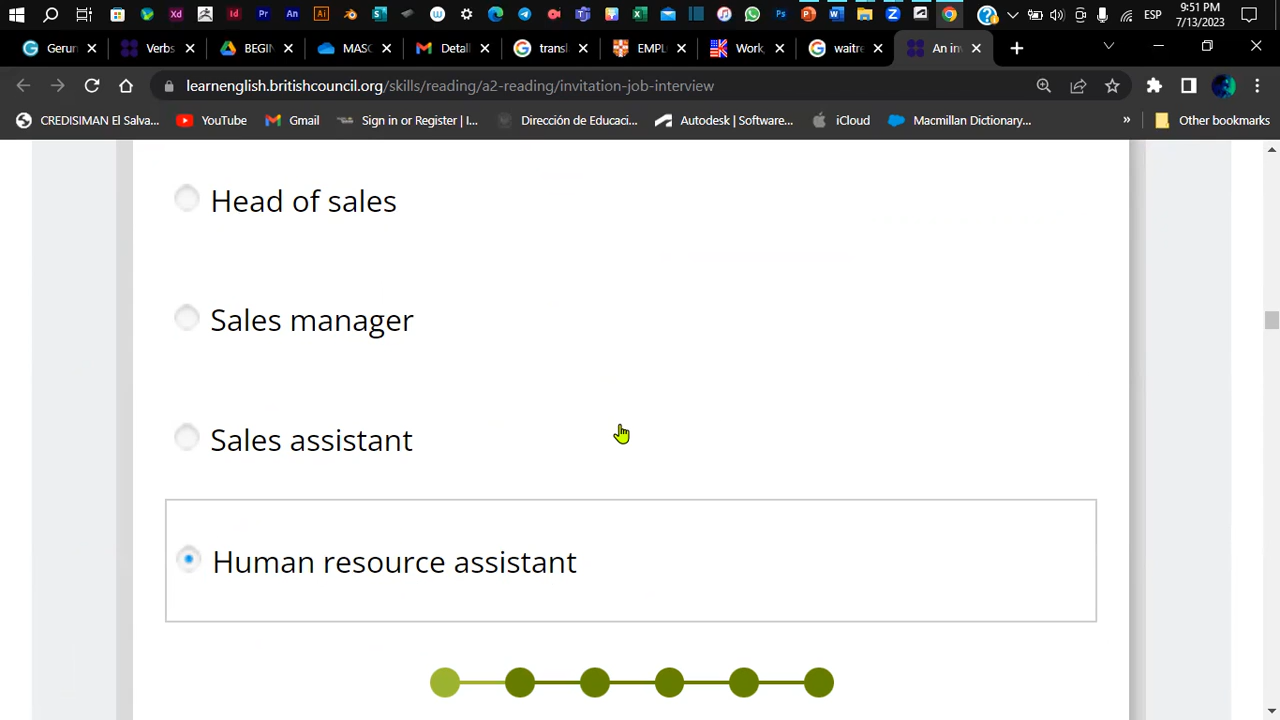 9:51 PM
ESP
7/13/2023
Gerun
Verbs
BEGIN
MASC
Detall
trans
EMPL
Work
waitre
An in
learnenglish.britishcouncil.org/skills/reading/a2-reading/invitation-job-interview
CREDISIMAN El Salva...
YouTube
Gmail
Sign in or Register | I...
Dirección de Educaci...
Autodesk | Software...
iCloud
Macmillan Dictionary...
»
Other bookmarks
Head of sales
Sales manager
Sales assistant
Human resource assistant